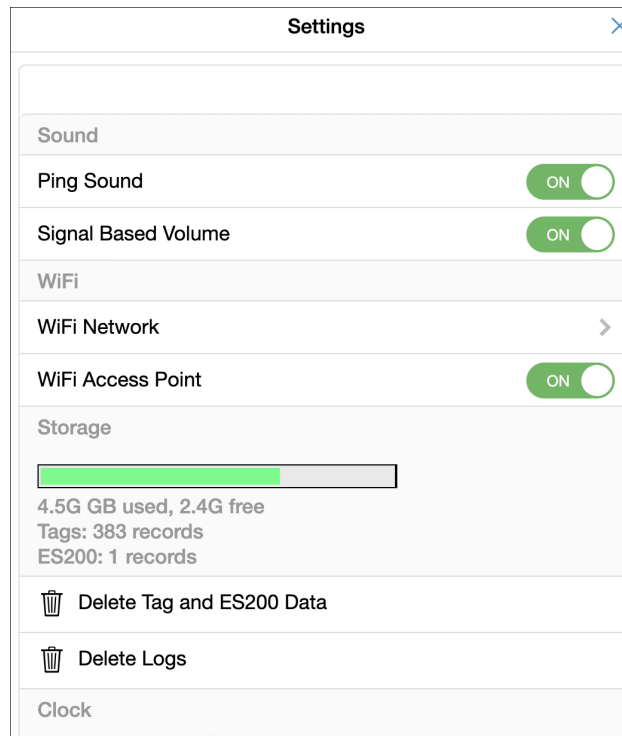 Settings
Sound
Ping Sound
ON
Signal Based Volume
ON
WiFi
WiFi Network
WiFi Access Point
ON
Storage
4.5G GB used, 2.4G free
Tags: 383 records
ES200: 1 records
Delete Tag and ES200 Data
Delete Logs
Clock